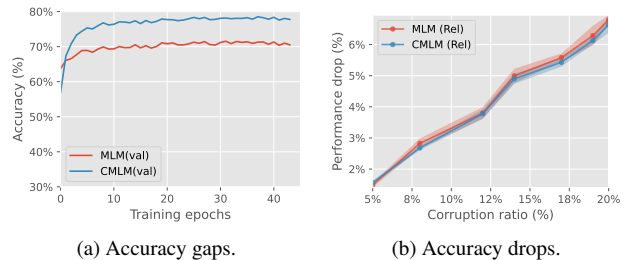 80%
70%
60%
50%
40%
30%
Accuracy (%)
MLM(val)
CMLM(val)
0
10
20
30
40
Training epochs
(a) Accuracy gaps.
6%
5%
4%
3%
2%
Performance drop (%)
MLM (Rel)
CMLM (Rel)
5%
8%
10%
12%
15%
18%
20%
Corruption ratio (%)
(b) Accuracy drops.